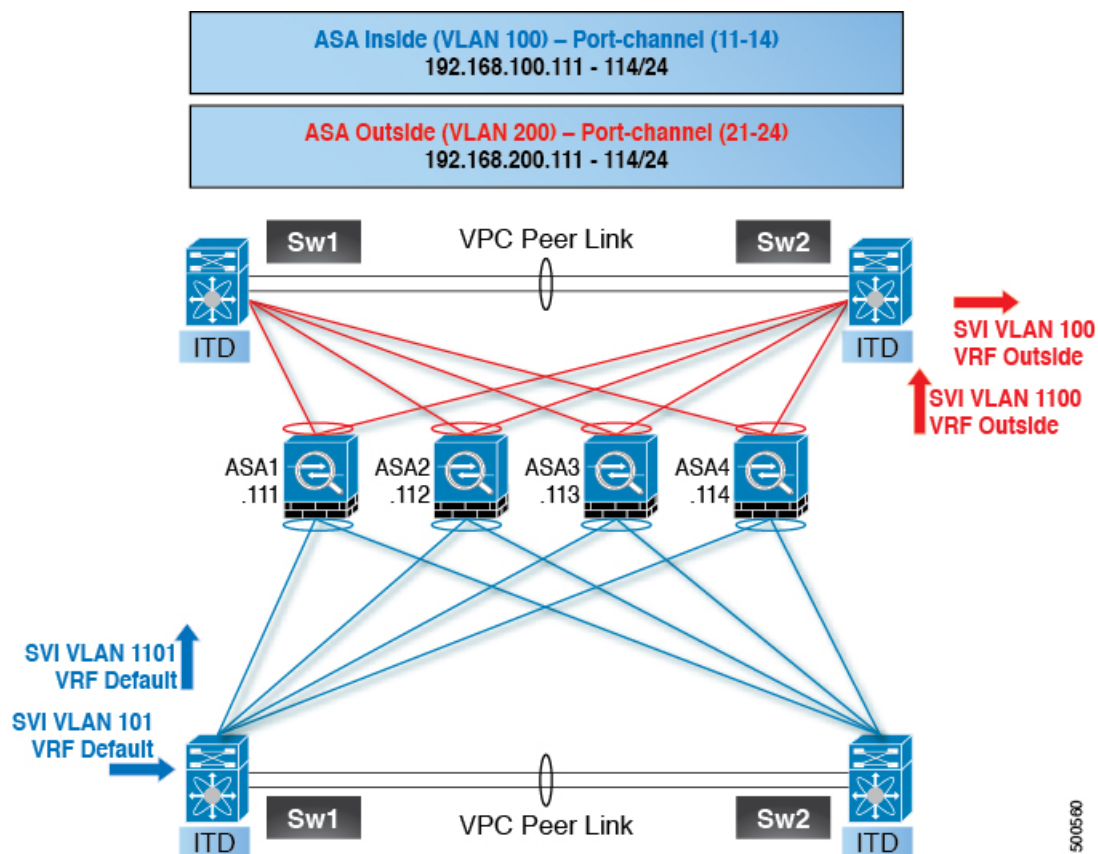 ASA Inside (VLAN 100) – Port-channel (11-14)
192.168.100.111 - 114/24
ASA Outside (VLAN 200) – Port-channel (21-24)
192.168.200.111 - 114/24
Sw1
VPC Peer Link
Sw2
ITD
ITD
SVI VLAN 100
VRF Outside
SVI VLAN 1100
VRF Outside
ASA1
.111
ASA2
.112
ASA3
.113
ASA4
.114
SVI VLAN 1101
VRF Default
SVI VLAN 101
VRF Default
Sw1
VPC Peer Link
Sw2
ITD
ITD
500560